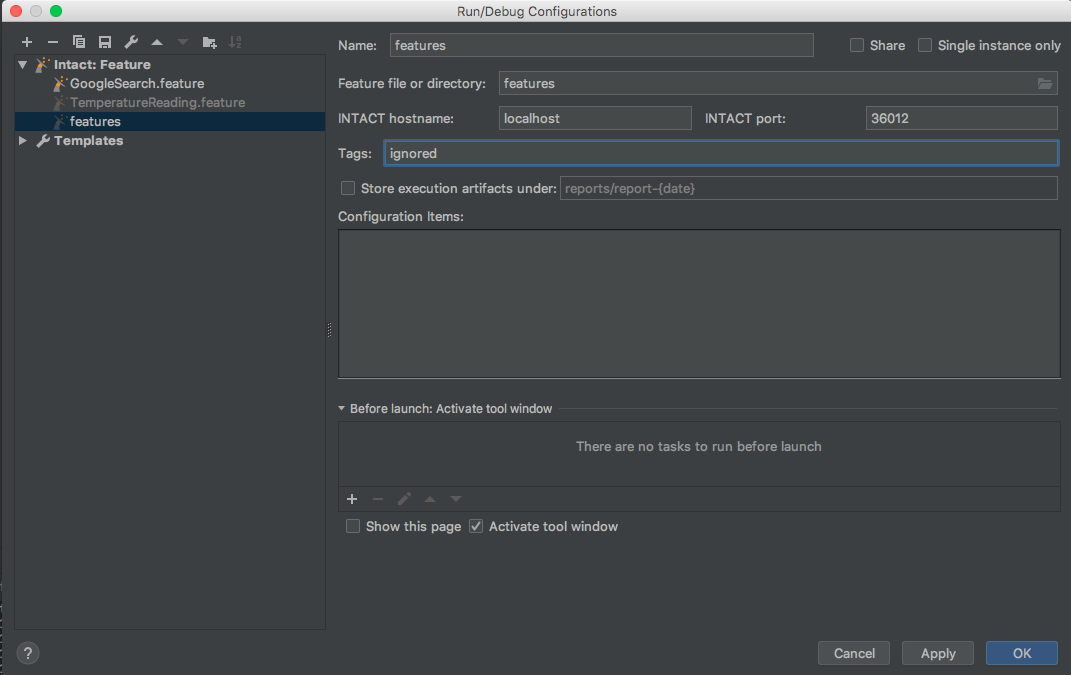 Run/Debug Configurations
Name: features Share Single instance only
Intact: Feature
GoogleSearch.feature
TemperatureReading.feature
features
Templates
Feature file or directory: features
INTACT hostname: localhost INTACT port: 36012
Tags: ignored
Store execution artifacts under: reports/report-{date}
Configuration Items:
Before launch: Activate tool window
There are no tasks to run before launch
Show this page Activate tool window
? Cancel Apply OK